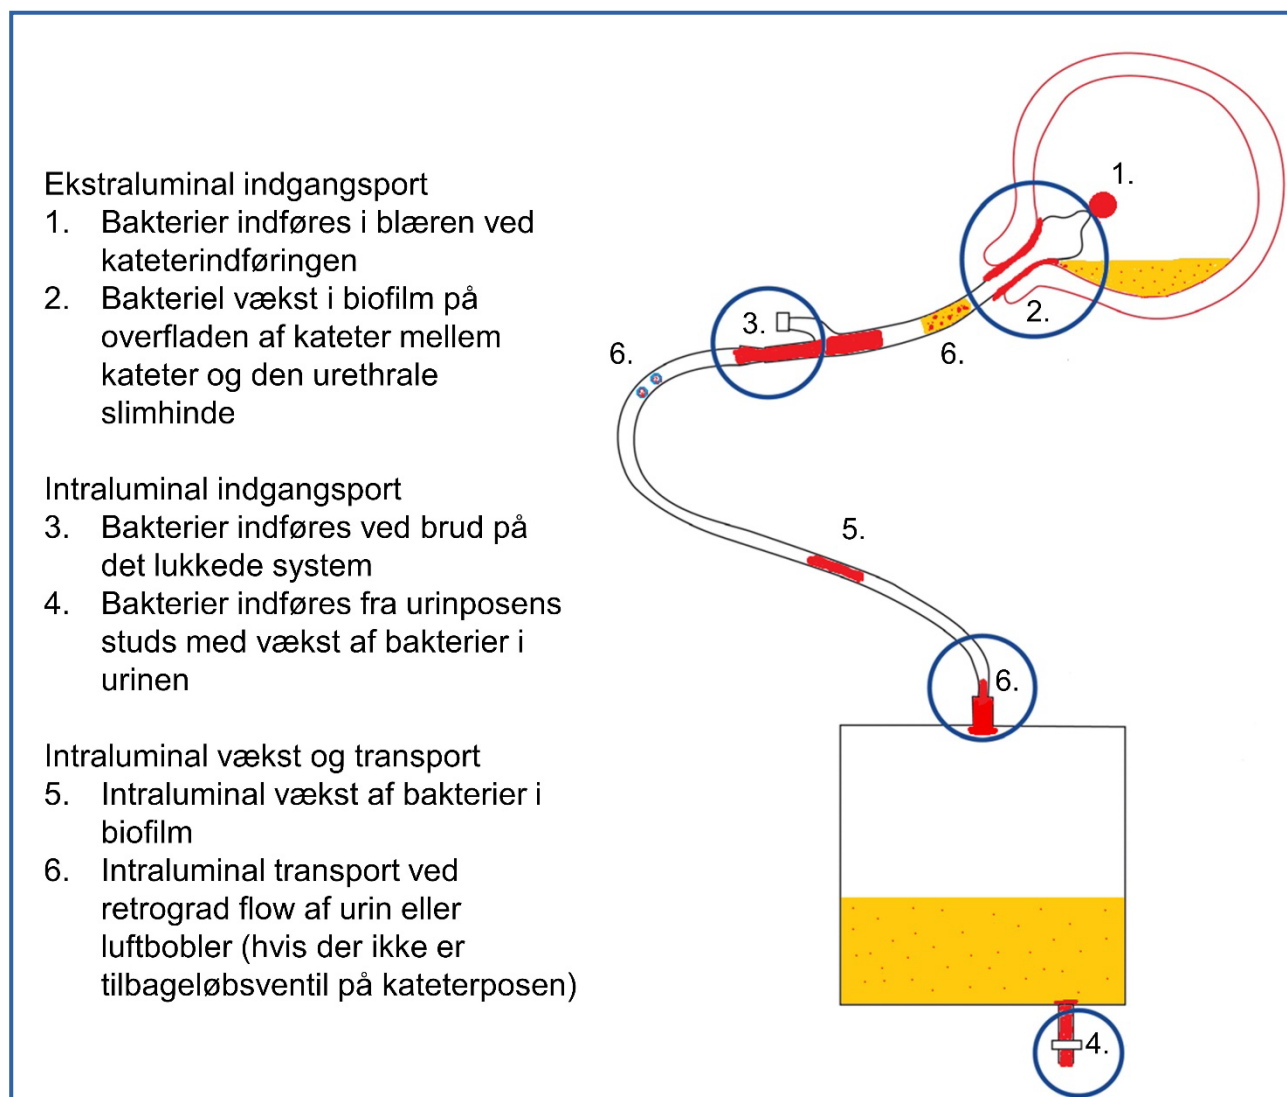 Ekstraluminal indgangsport
1. Bakterier indføres i blæren ved
kateterindføringen
2. Bakteriel vækst i biofilm på
overfladen af kateter mellem
kateter og den urethrale
slimhinde
Intraluminal indgangsport
3. Bakterier indføres ved brud på
det lukkede system
4. Bakterier indføres fra urinposens
studs med vækst af bakterier i
urinen
Intraluminal vækst og transport
5. Intraluminal vækst af bakterier i
biofilm
6. Intraluminal transport ved
retrograd flow af urin eller
luftbobler (hvis der ikke er
tilbageløbsventil på kateterposen)
1.
2.
3.
6.
6.
5.
6.
4.